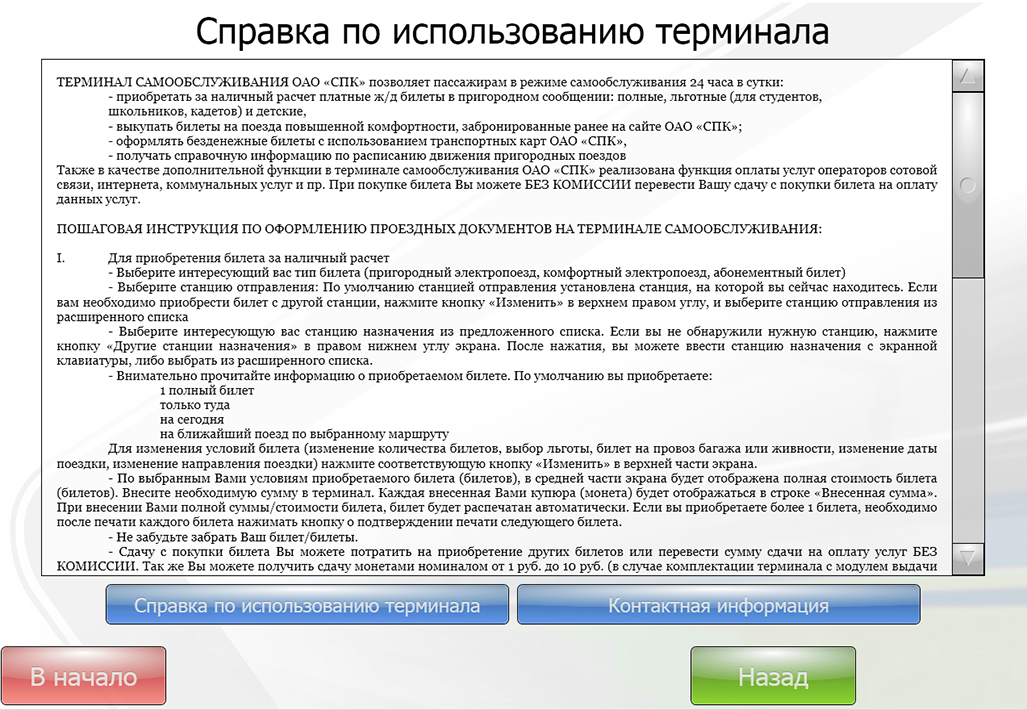 Справка по использованию терминала
ТЕРМИНАЛ САМООБСЛУЖИВАНИЯ ОАО «СПК» позволяет пассажирам в режиме самообслуживания 24 часа в сутки:
- приобретать за наличный расчет платные ж/д билеты в пригородном сообщении: полные, льготные (для студентов,
школьников, кадетов) и детские,
- выкупать билеты на поезда повышенной комфортности, забронированные ранее на сайте ОАО «СПК»;
- оформлять безденежные билеты с использованием транспортных карт ОАО «СПК»,
- получать справочную информацию по расписанию движения пригородных поездов
Также в качестве дополнительной функции в терминале самообслуживания ОАО «СПК» реализована функция оплаты услуг операторов сотовой
связи, интернета, коммунальных услуг и пр. При покупке билета Вы можете БЕЗ КОМИССИИ перевести Вашу сдачу с покупки билета на оплату
данных услуг.
ПОШАГОВАЯ ИНСТРУКЦИЯ ПО ОФОРМЛЕНИЮ ПРОЕЗДНЫХ ДОКУМЕНТОВ НА ТЕРМИНАЛЕ САМООБСЛУЖИВАНИЯ:
I. Для приобретения билета за наличный расчет
- Выберите интересующий вас тип билета (пригородный электропоезд, комфортный электропоезд, абонементный билет)
- Выберите станцию отправления: По умолчанию станцией отправления установлена станция, на которой вы сейчас находитесь. Если
вам необходимо приобрести билет с другой станции, нажмите кнопку «Изменить» в верхнем правом углу, и выберите станцию отправления из
расширенного списка
- Выберите интересующую вас станцию назначения из предложенного списка. Если вы не обнаружили нужную станцию, нажмите
кнопку «Другие станции назначения» в правом нижнем углу экрана. После нажатия, вы можете ввести станцию назначения с экранной
клавиатуры, либо выбрать из расширенного списка.
- Внимательно прочитайте информацию о приобретаемом билете. По умолчанию вы приобретаете:
1 полный билет
только туда
на сегодня
на ближайший поезд по выбранному маршруту
Для изменения условий билета (изменение количества билетов, выбор льготы, билет на провоз багажа или живности, изменение даты
поездки, изменение направления поездки) нажмите соответствующую кнопку «Изменить» в верхней части экрана.
- По выбранным Вами условиям приобретаемого билета (билетов), в средней части экрана будет отображена полная стоимость билета
(билетов). Внесите необходимую сумму в терминал. Каждая внесенная Вами купюра (монета) будет отображаться в строке «Внесенная сумма».
При внесении Вами полной суммы/стоимости билета, билет будет распечатан автоматически. Если вы приобретаете более 1 билета, необходимо
после печати каждого билета нажимать кнопку о подтверждении печати следующего билета.
- Не забудьте забрать Ваш билет/билеты.
- Сдачу с покупки билета Вы можете потратить на приобретение других билетов или перевести сумму сдачи на оплату услуг БЕЗ
КОМИССИИ. Так же Вы можете получить сдачу монетами номиналом от 1 руб. до 10 руб. (в случае комплектации терминала с модулем выдачи
Справка по использованию терминала
Контактная информация
В начало
Назад